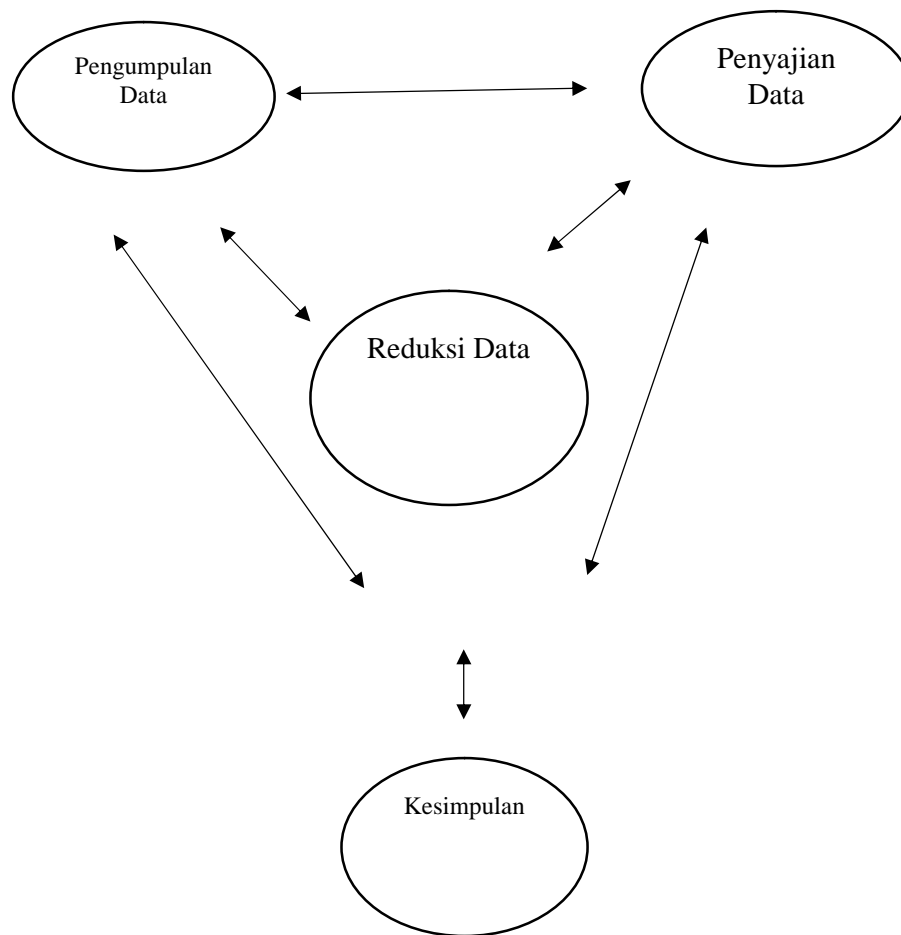 Pengumpulan
Data
Penyajian
Data
Reduksi Data
Kesimpulan